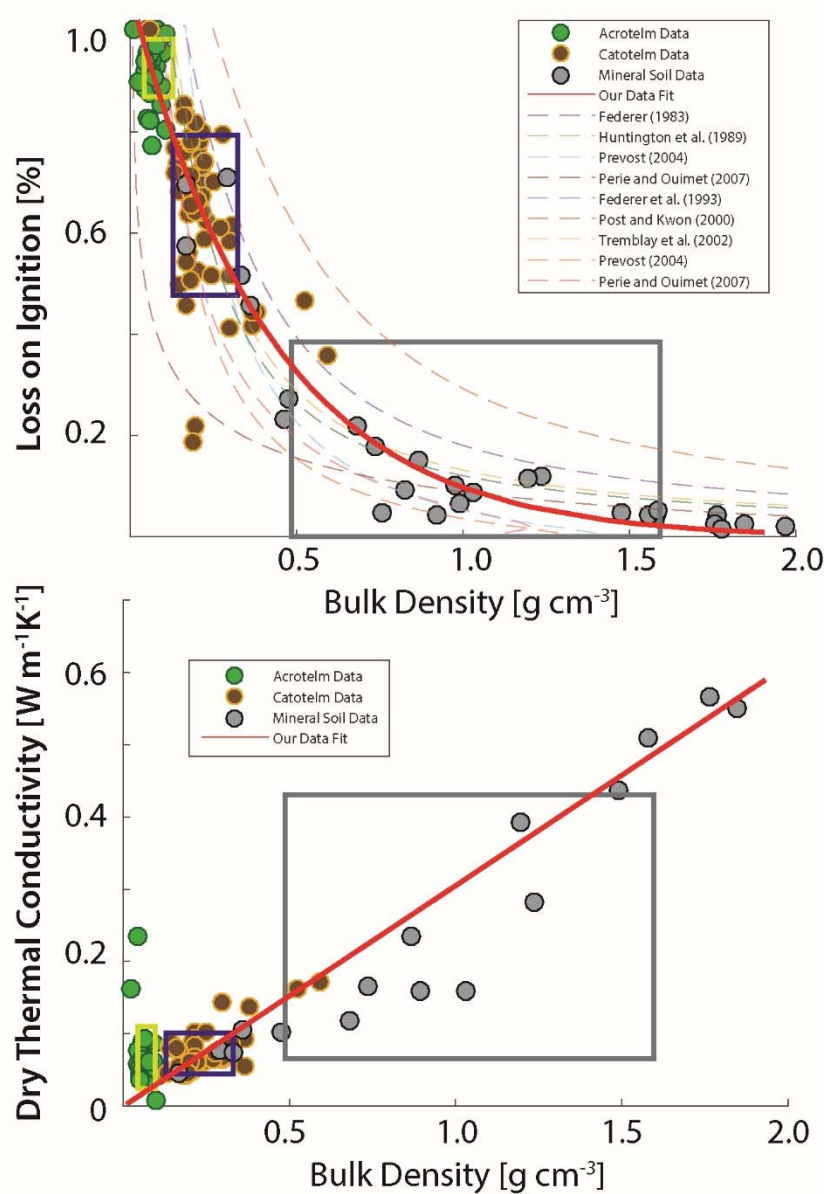 Loss on Ignition [%]
1.0
0.6
0.2
Acrotelm Data
Catotelm Data
Mineral Soil Data
Our Data Fit
Federer (1983)
Huntington et al. (1989)
Prevost (2004)
Perie and Ouimet (2007)
Federer et al. (1993)
Post and Kwon (2000)
Tremblay et al. (2002)
Prevost (2004)
Perie and Ouimet (2007)
0.5 1.0 1.5 2.0
Bulk Density [g cm⁻³]
Dry Thermal Conductivity [W m⁻¹K⁻¹]
0.6
0.4
0.2
0
Acrotelm Data
Catotelm Data
Mineral Soil Data
Our Data Fit
0.5 1.0 1.5 2.0
Bulk Density [g cm⁻³]